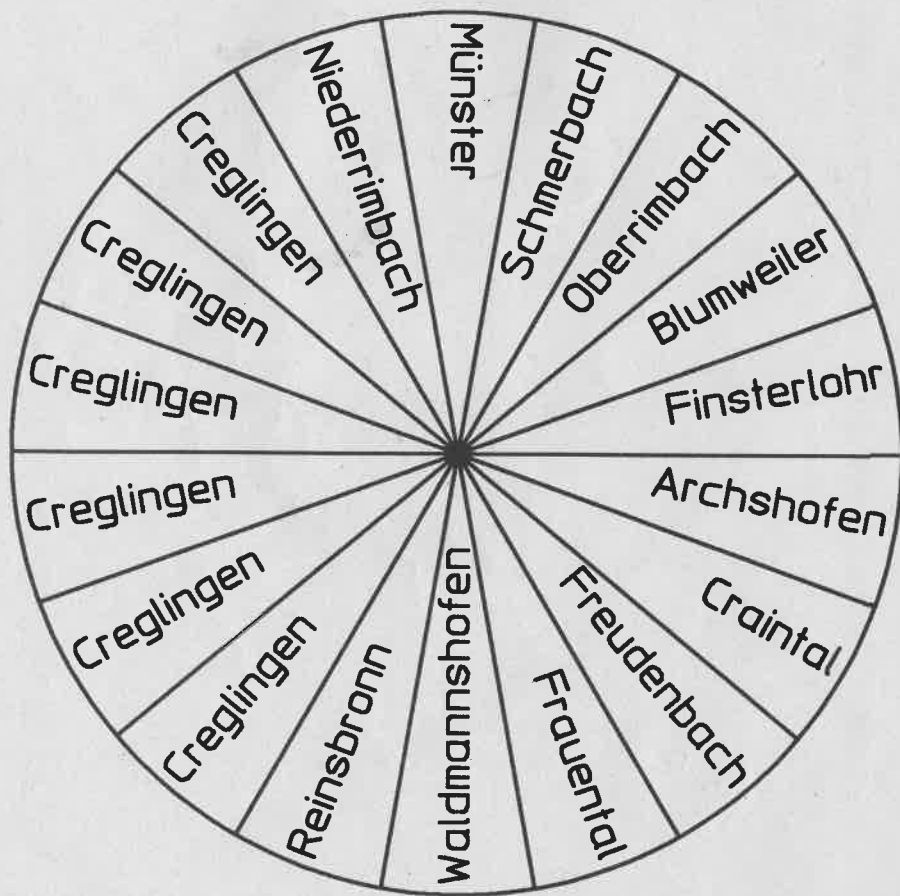 Münster
Schmerbach
Oberrimbach
Blumweiler
Finsterlohr
Archshofen
Craintal
Freudenbach
Frauental
Waldmannshofen
Reinsbronn
Creglingen
Creglingen
Creglingen
Creglingen
Creglingen
Creglingen
Niederrimbach